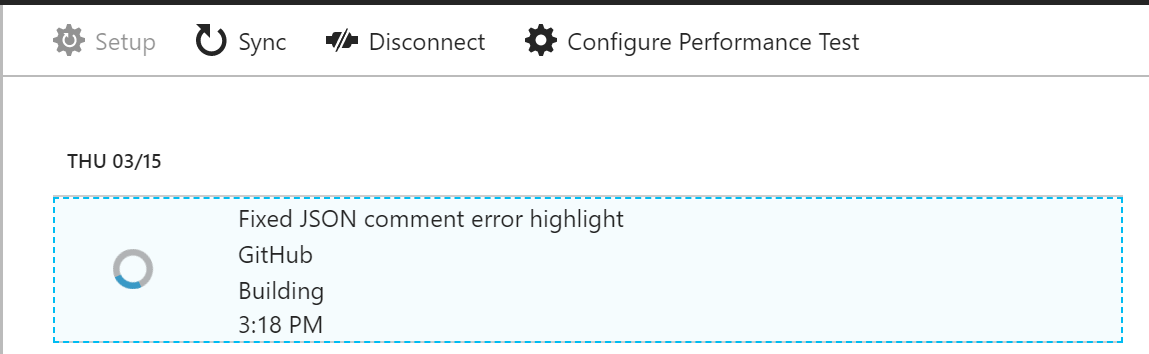 Setup Sync Disconnect Configure Performance Test
THU 03/15
Fixed JSON comment error highlight
GitHub
Building
3:18 PM